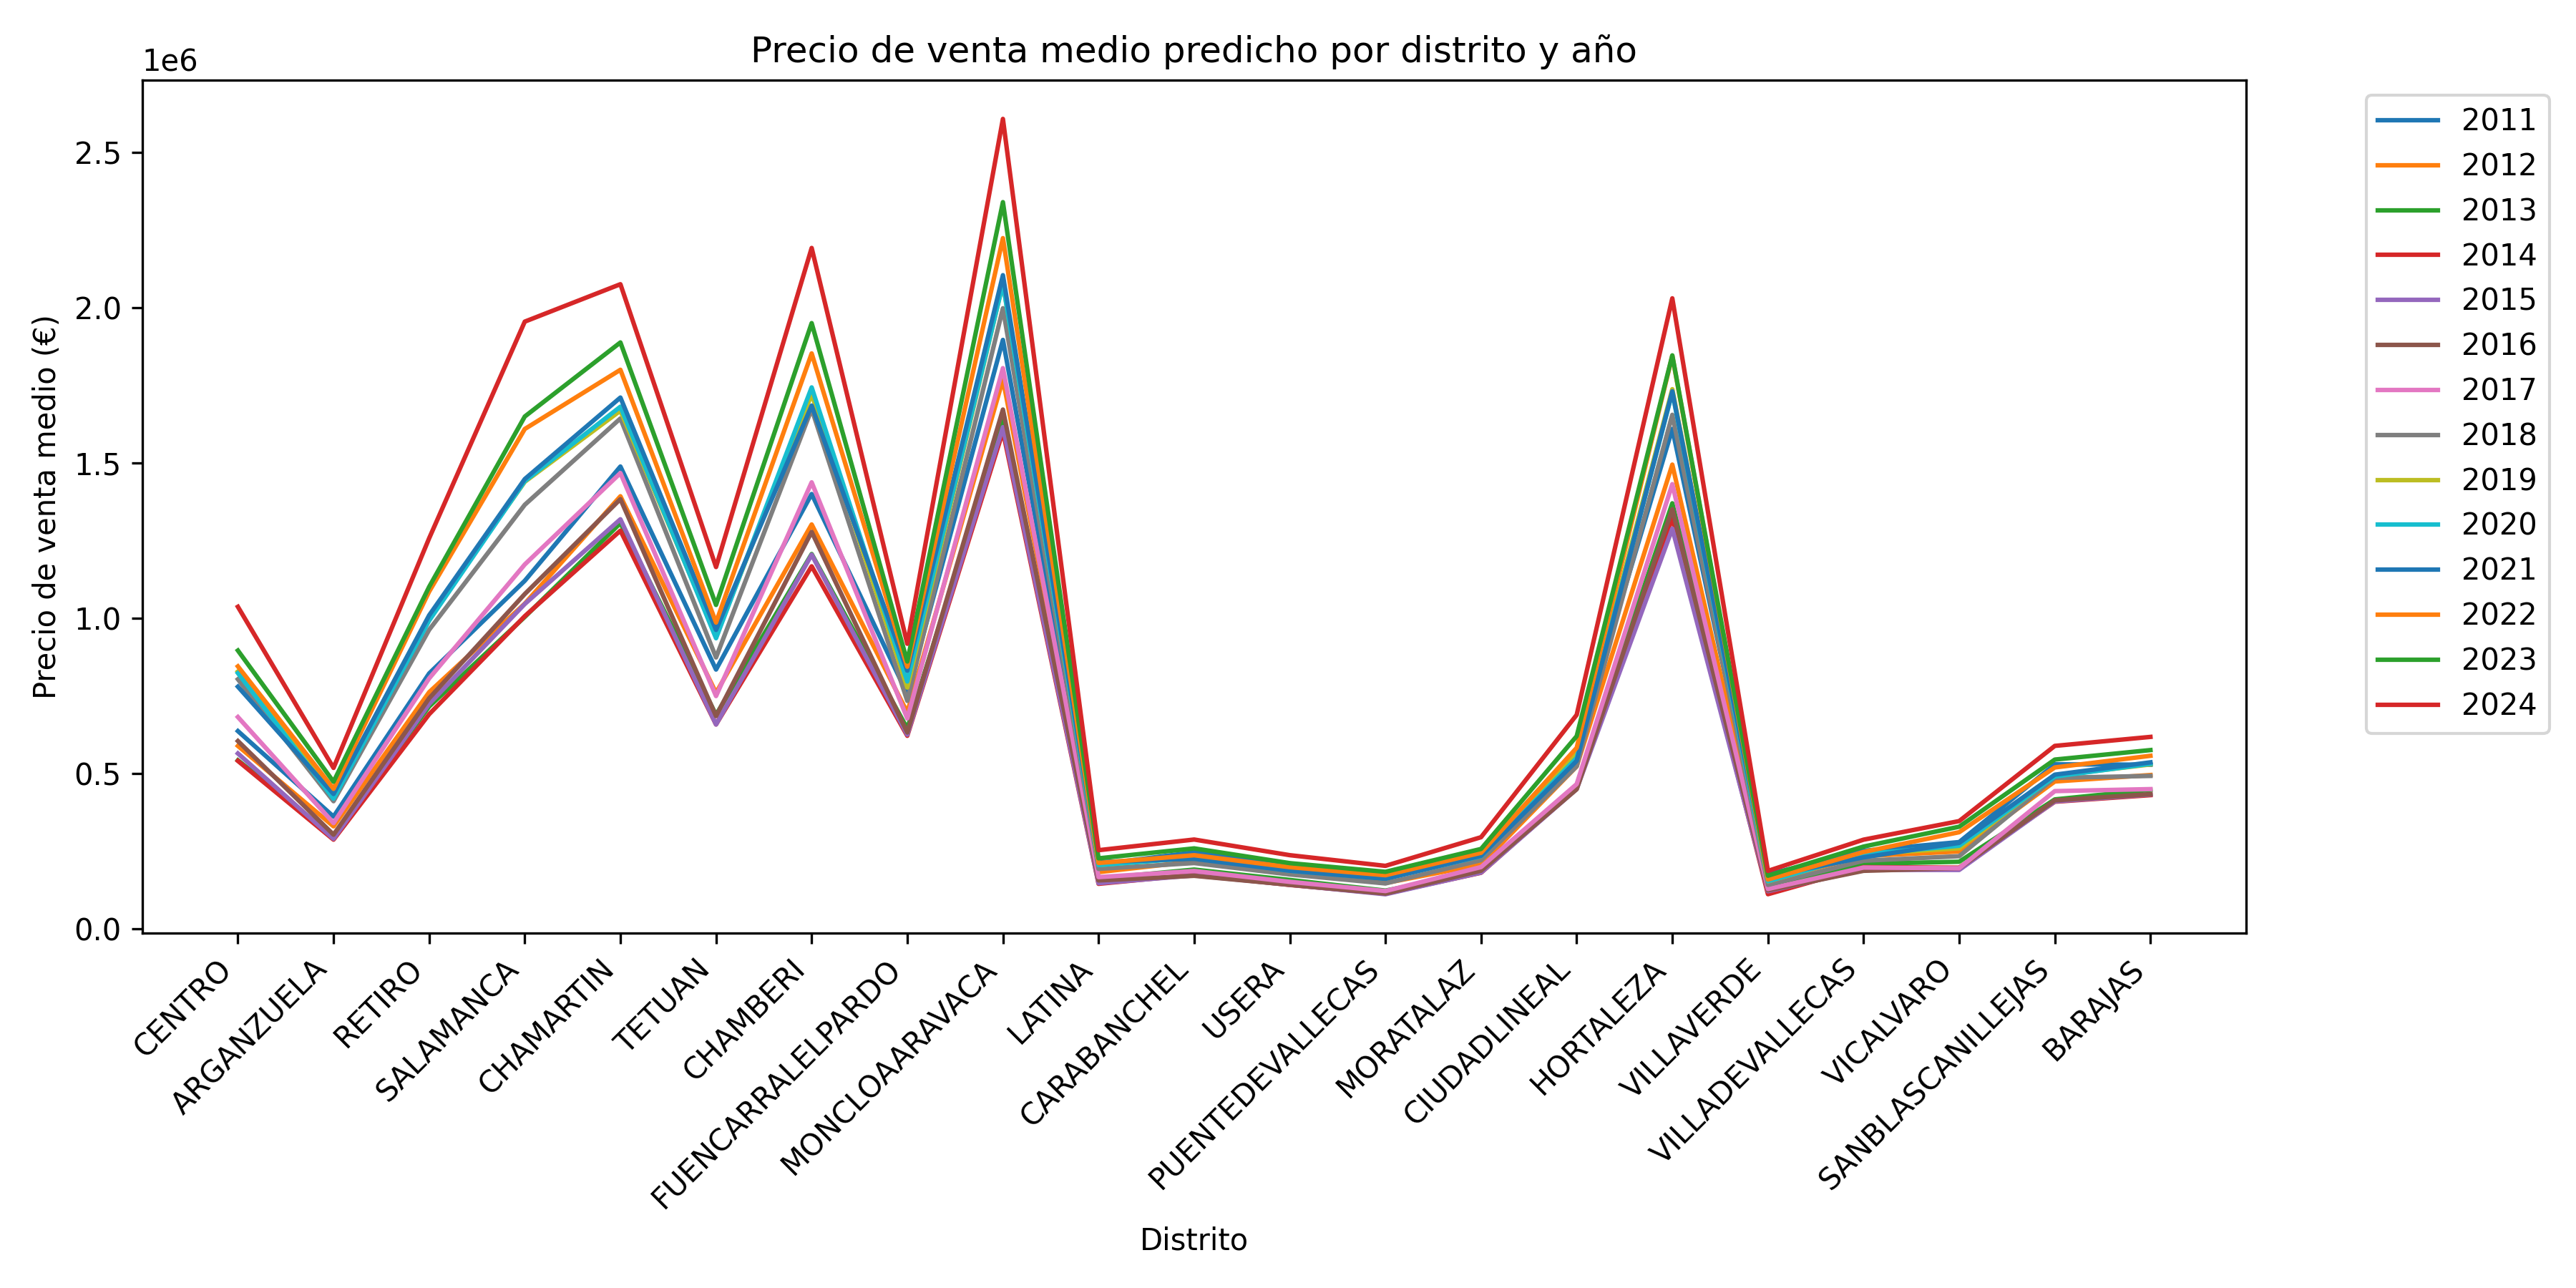 Precio de venta medio predicho por distrito y año
1e6
Precio de venta medio (€)
2.5
2.0
1.5
1.0
0.5
0.0
CENTRO
ARGANZUELA
RETIRO
SALAMANCA
CHAMARTIN
TETUAN
CHAMBERI
FUENCARRALELPARDO
MONCLOAARAVACA
LATINA
CARABANCHEL
USERA
PUENTEDEVALLECAS
MORATALAZ
CIUDADLINEAL
HORTALEZA
VILLAVERDE
VILLADEVALLECAS
VICALVARO
SANBLASCANILLEJAS
BARAJAS
Distrito
2011
2012
2013
2014
2015
2016
2017
2018
2019
2020
2021
2022
2023
2024